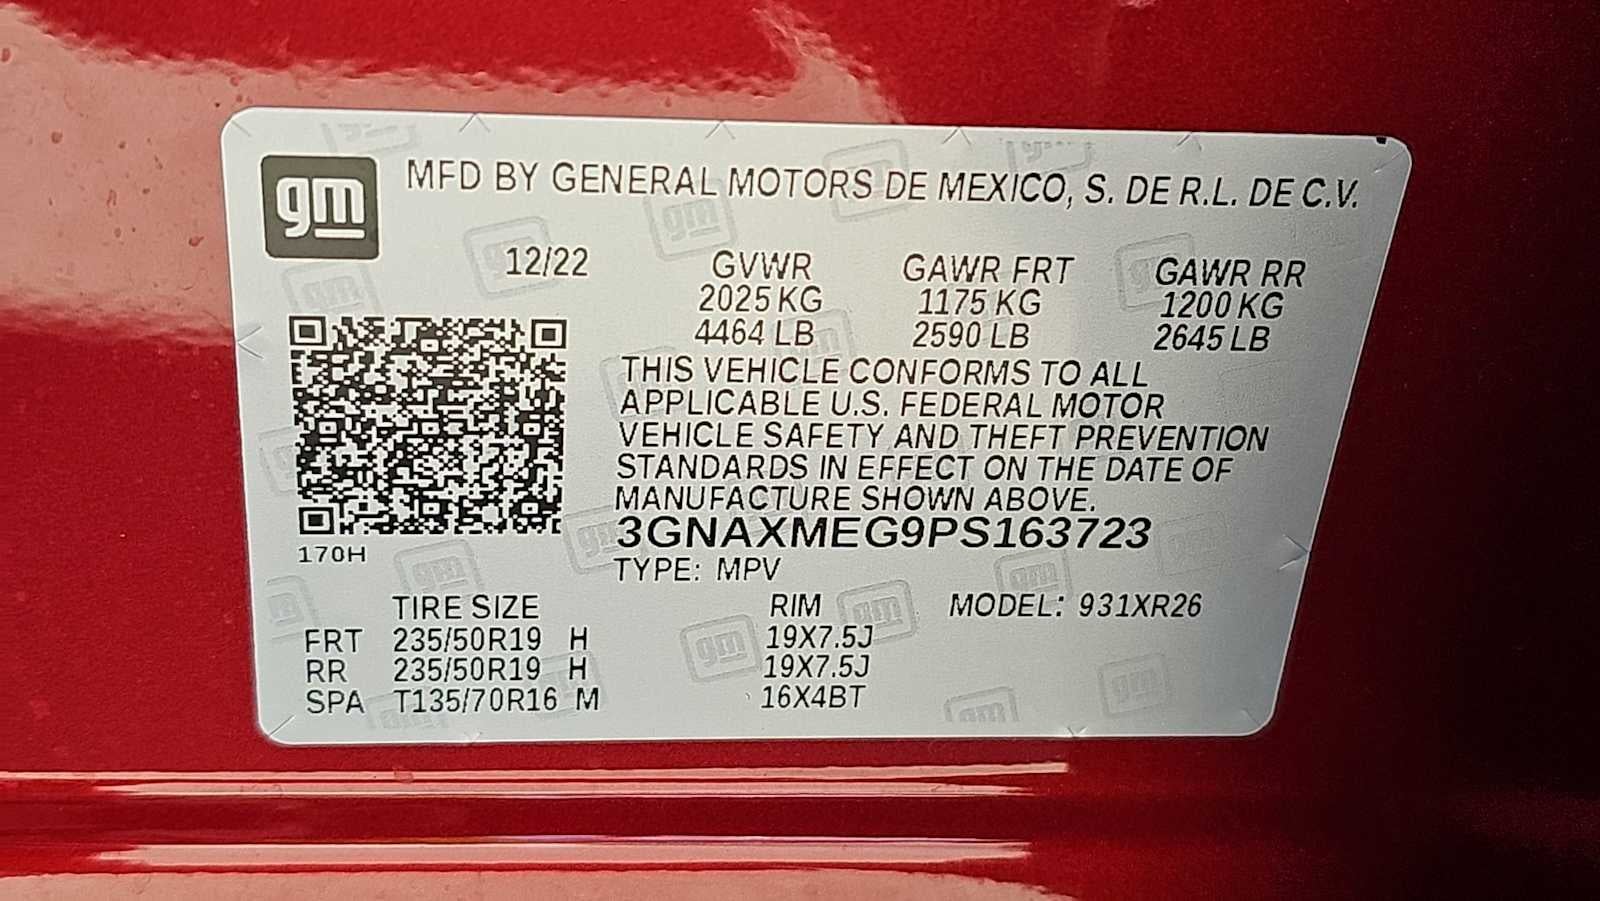 gm
MFD BY GENERAL MOTORS DE MEXICO, S. DE R.L. DE C.V.
12/22 GVWR GAWR FRT GAWR RR
2025 KG 1175 KG 1200 KG
4464 LB 2590 LB 2645 LB
THIS VEHICLE CONFORMS TO ALL
APPLICABLE U.S. FEDERAL MOTOR
VEHICLE SAFETY AND THEFT PREVENTION
STANDARDS IN EFFECT ON THE DATE OF
MANUFACTURE SHOWN ABOVE.
3GNAXMEG9PS163723
170H
TYPE: MPV
TIRE SIZE RIM MODEL: 931XR26
FRT 235/50R19 H 19X7.5J
RR 235/50R19 H 19X7.5J
SPA T135/70R16 M 16X4BT